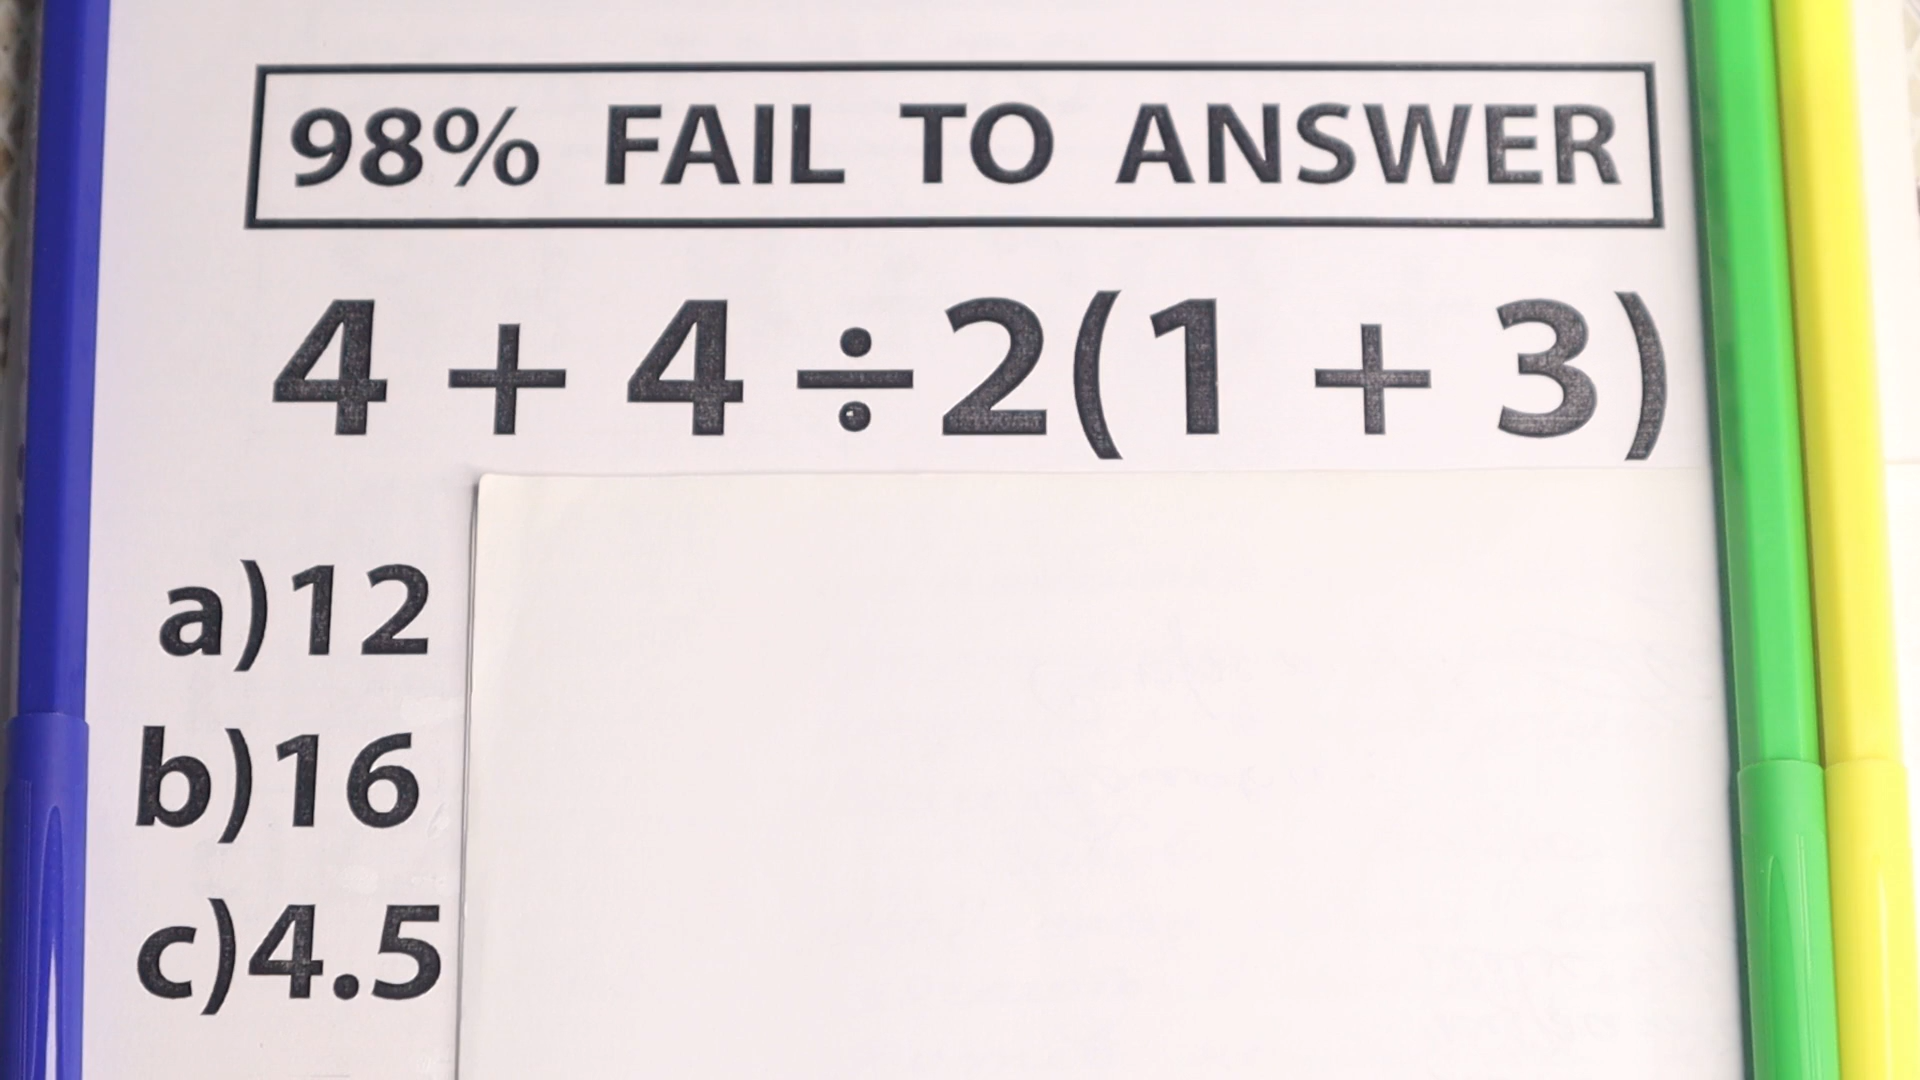 98% FAIL TO ANSWER
4 + 4 ÷ 2(1 + 3)
a)12
b)16
c)4.5